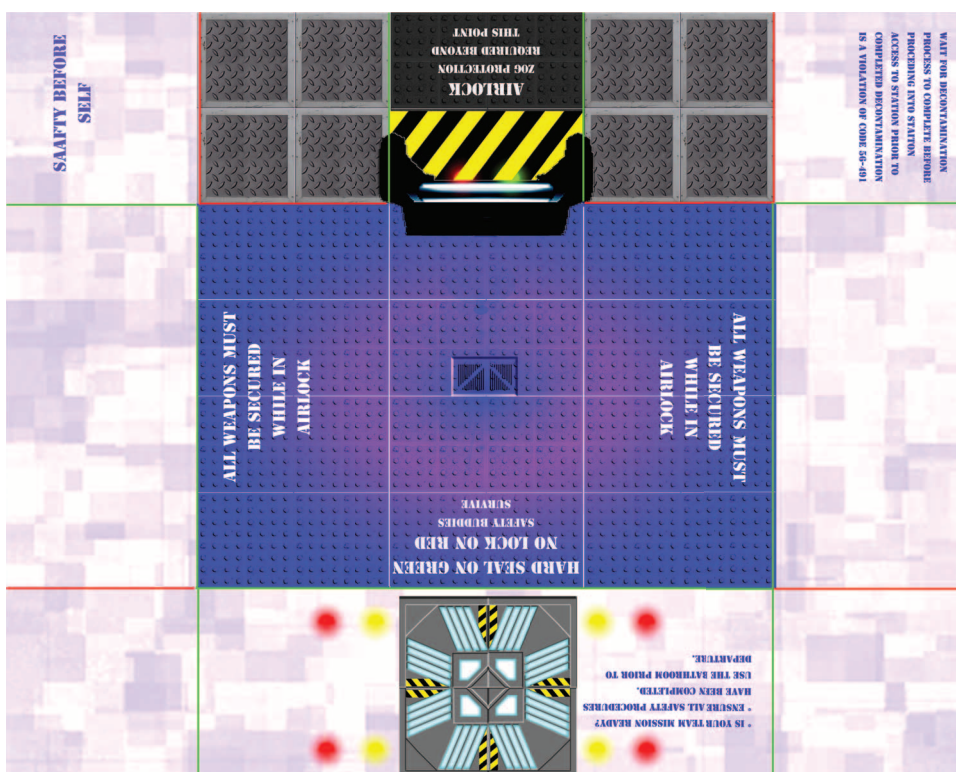 SAAFTY BEFORE
SELF
AIRLOCK
ZOG PROTECTION
REQUIRED BEYOND
THIS POINT
WAIT FOR DECONTAMINATION
PROCESS TO COMPLETE BEFORE
PROCEDING INTO STAITON
ACCESS TO STATION PRIOR TO
COMPLETED DECONTAMINATION
IS A VIOLATION OF CODE 56-491
ALL WEAPONS MUST
BE SECURED
WHILE IN
AIRLOCK
ALL WEAPONS MUST
BE SECURED
WHILE IN
AIRLOCK
HARD SEAL ON GREEN
NO LOCK ON RED
SAFETY BUDDIES
SURVIVE
* IS YOUR TEAM MISSION READY?
* ENSURE ALL SAFETY PROCEDURES
HAVE BEEN COMPLETED.
USE THE BATHROOM PRIOR TO
DEPARTURE.